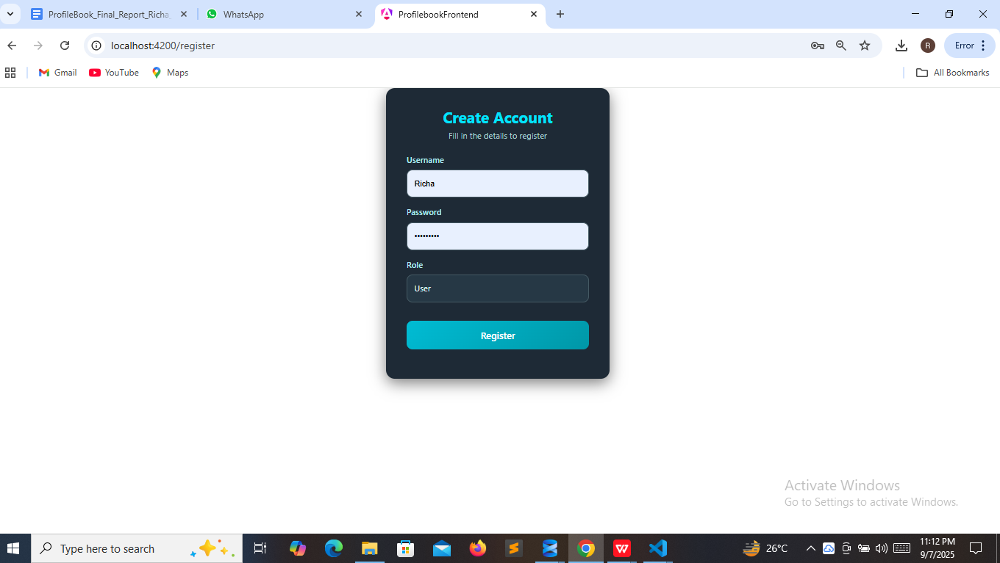 ProfileBook_Final_Report_Richa
WhatsApp
ProfilebookFrontend
localhost:4200/register
R
Error
Gmail
YouTube
Maps
All Bookmarks
Create Account
Fill in the details to register
Username
Richa
Password
•••••••••
Role
User
Register
Activate Windows
Go to Settings to activate Windows.
Type here to search
26°C
11:12 PM
9/7/2025